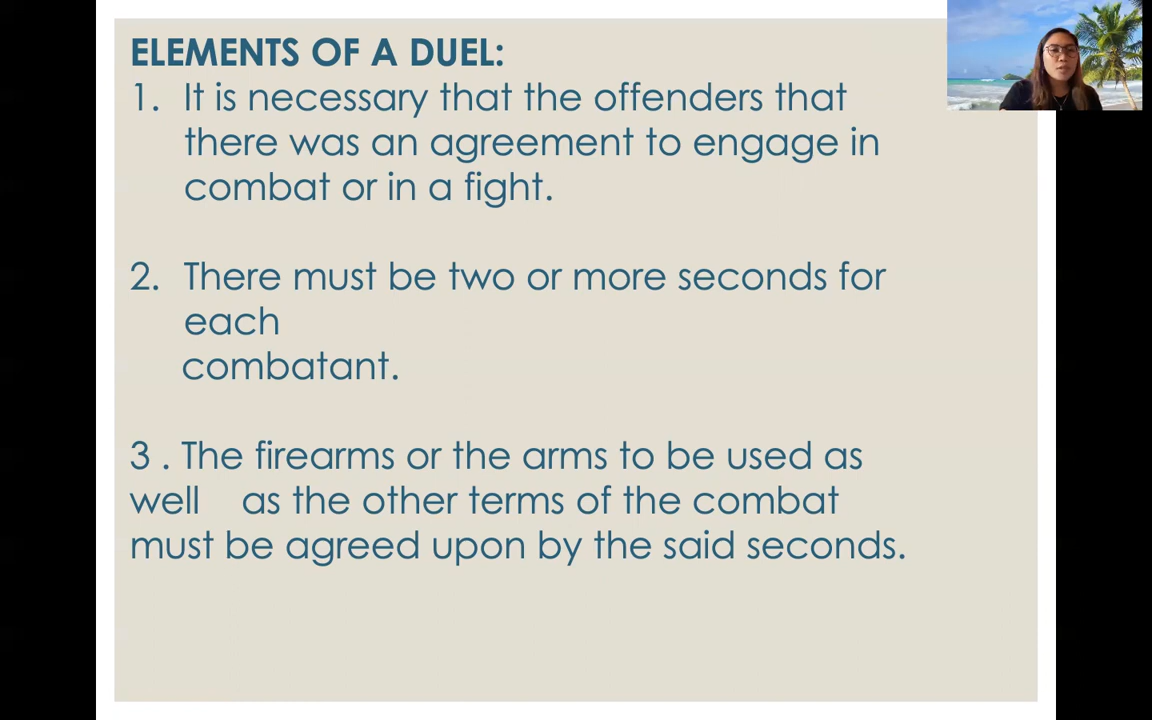 ELEMENTS OF A DUEL:
1. It is necessary that the offenders that
there was an agreement to engage in
combat or in a fight.
2. There must be two or more seconds for
each
combatant.
3 . The firearms or the arms to be used as
well as the other terms of the combat
must be agreed upon by the said seconds.